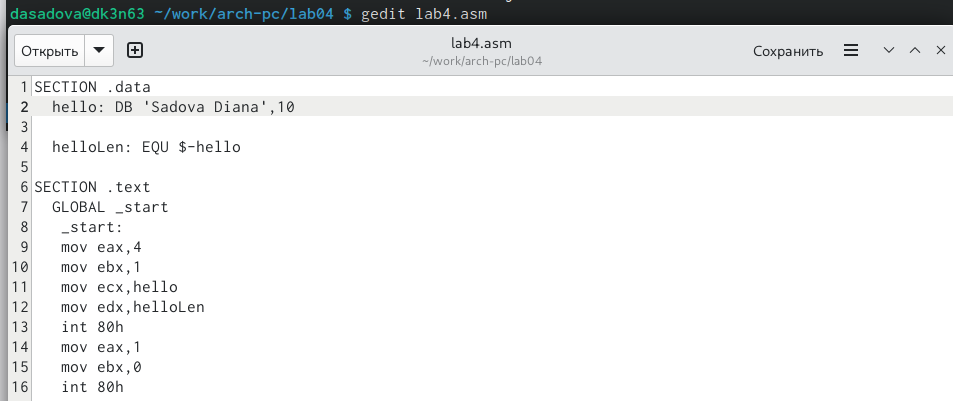 dasadova@dk3n63 ~/work/arch-pc/lab04 $ gedit lab4.asm
Открыть
lab4.asm
~/work/arch-pc/lab04
Сохранить
1 SECTION .data
2   hello: DB 'Sadova Diana',10
3
4   helloLen: EQU $-hello
5
6 SECTION .text
7   GLOBAL _start
8    _start:
9    mov eax,4
10    mov ebx,1
11    mov ecx,hello
12    mov edx,helloLen
13    int 80h
14    mov eax,1
15    mov ebx,0
16    int 80h